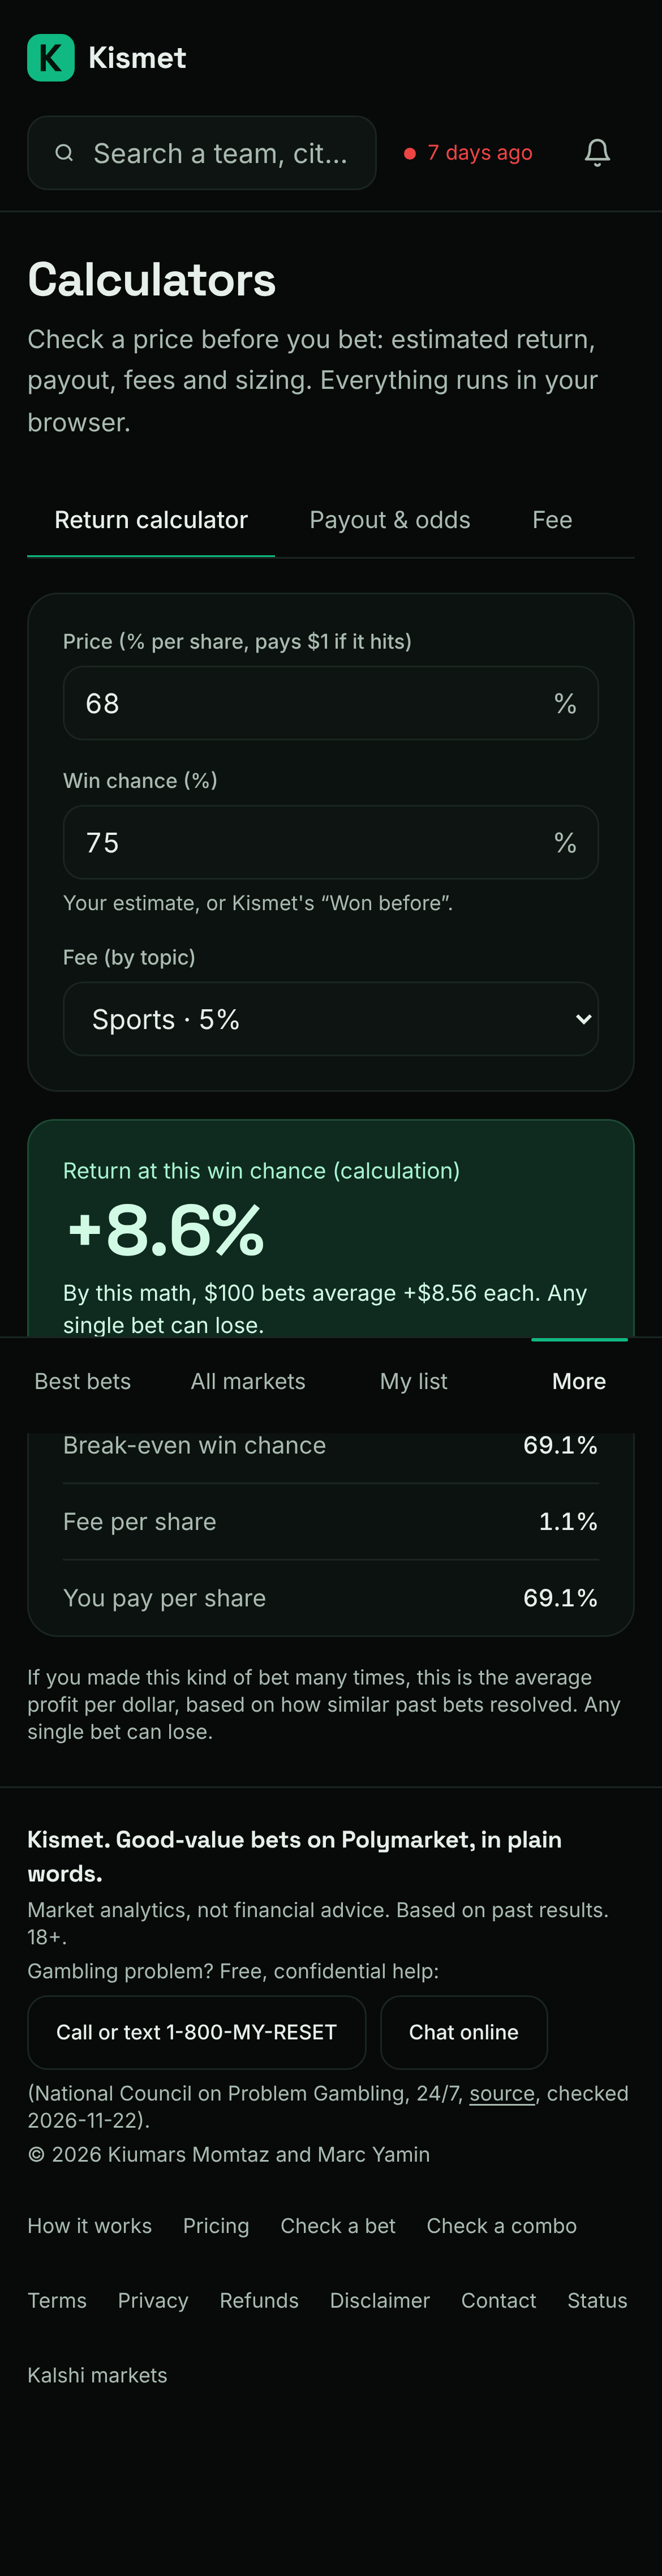 K Kismet
Search a team, cit...
7 days ago
Calculators
Check a price before you bet: estimated return,
payout, fees and sizing. Everything runs in your
browser.
Return calculator Payout & odds Fee
Price (% per share, pays $1 if it hits)
68 %
Win chance (%)
75 %
Your estimate, or Kismet's “Won before”.
Fee (by topic)
Sports · 5%
Return at this win chance (calculation)
+8.6%
By this math, $100 bets average +$8.56 each. Any
single bet can lose.
Best bets All markets My list More
Break-even win chance 69.1%
Fee per share 1.1%
You pay per share 69.1%
If you made this kind of bet many times, this is the average
profit per dollar, based on how similar past bets resolved. Any
single bet can lose.
Kismet. Good-value bets on Polymarket, in plain
words.
Market analytics, not financial advice. Based on past results.
18+.
Gambling problem? Free, confidential help:
Call or text 1-800-MY-RESET Chat online
(National Council on Problem Gambling, 24/7, source, checked
2026-11-22).
© 2026 Kiumars Momtaz and Marc Yamin
How it works Pricing Check a bet Check a combo
Terms Privacy Refunds Disclaimer Contact Status
Kalshi markets